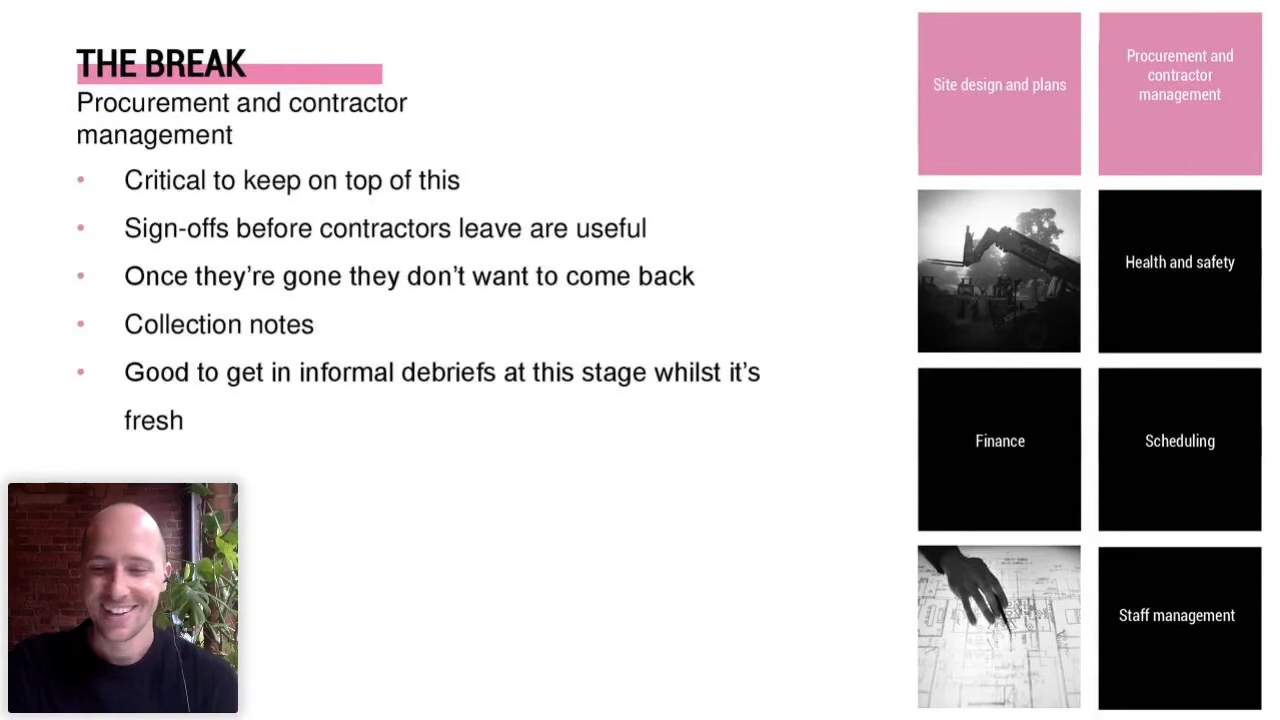 THE BREAK
Procurement and contractor
management
• Critical to keep on top of this
• Sign-offs before contractors leave are useful
• Once they’re gone they don’t want to come back
• Collection notes
• Good to get in informal debriefs at this stage whilst it’s
fresh
Site design and plans
Procurement and
contractor
management
Health and safety
Finance
Scheduling
Staff management